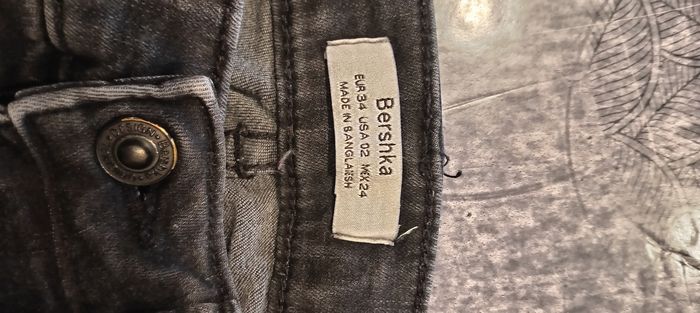 Bershka
EUR 34 USA 02 MEX 24
MADE IN BANGLADESH